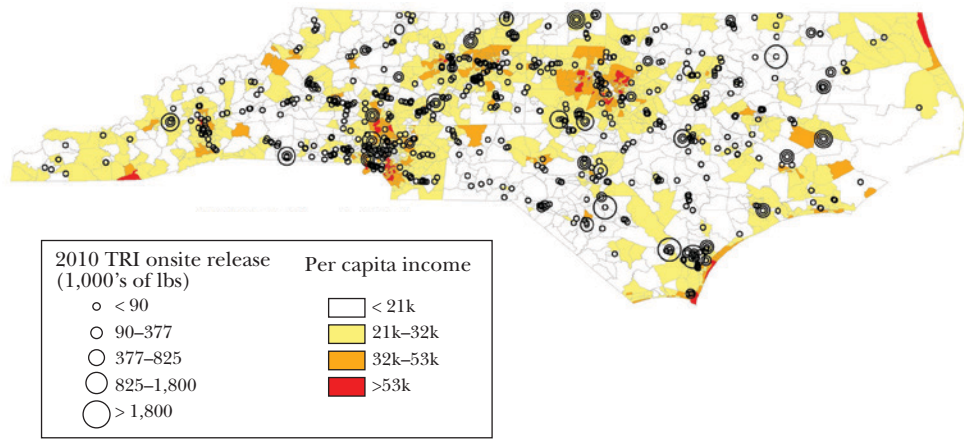 2010 TRI onsite release
(1,000's of lbs)
< 90
90–377
377–825
825–1,800
> 1,800
Per capita income
< 21k
21k–32k
32k–53k
>53k